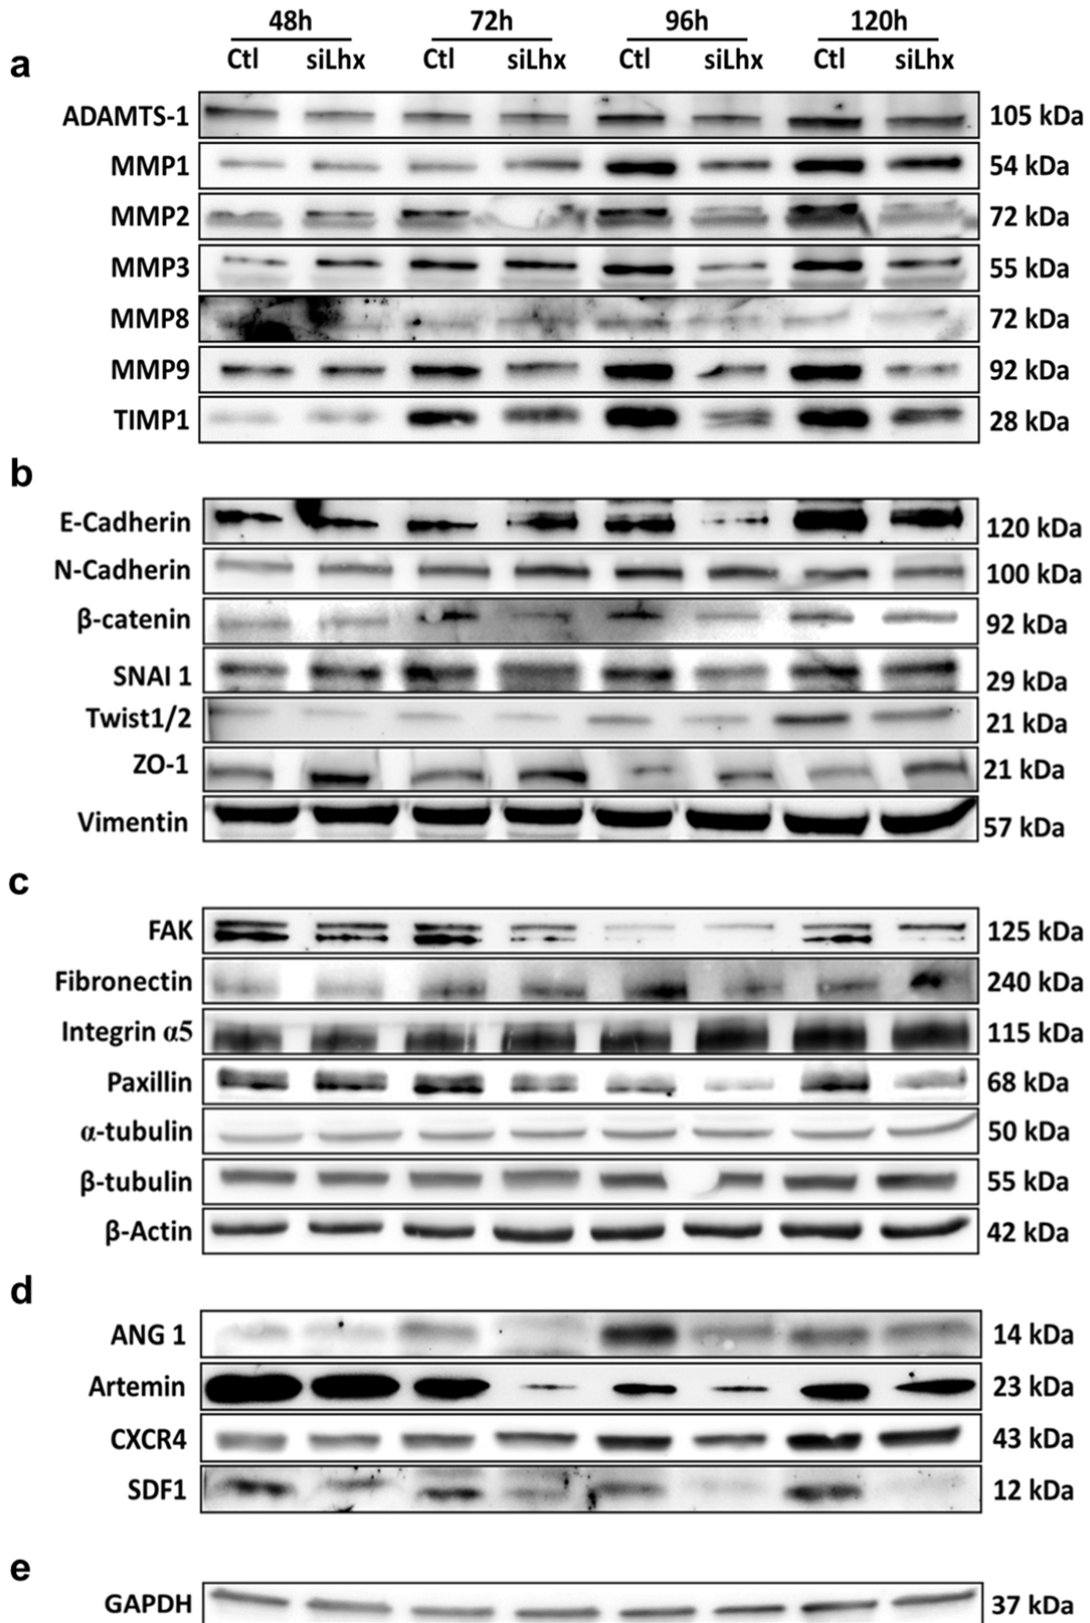 48h 72h 96h 120h
a Ctl siLhx Ctl siLhx Ctl siLhx Ctl siLhx
ADAMTS-1 105 kDa
MMP1 54 kDa
MMP2 72 kDa
MMP3 55 kDa
MMP8 72 kDa
MMP9 92 kDa
TIMP1 28 kDa
b
E-Cadherin 120 kDa
N-Cadherin 100 kDa
β-catenin 92 kDa
SNAI 1 29 kDa
Twist1/2 21 kDa
ZO-1 21 kDa
Vimentin 57 kDa
c
FAK 125 kDa
Fibronectin 240 kDa
Integrin α5 115 kDa
Paxillin 68 kDa
α-tubulin 50 kDa
β-tubulin 55 kDa
β-Actin 42 kDa
d
ANG 1 14 kDa
Artemin 23 kDa
CXCR4 43 kDa
SDF1 12 kDa
e
GAPDH 37 kDa